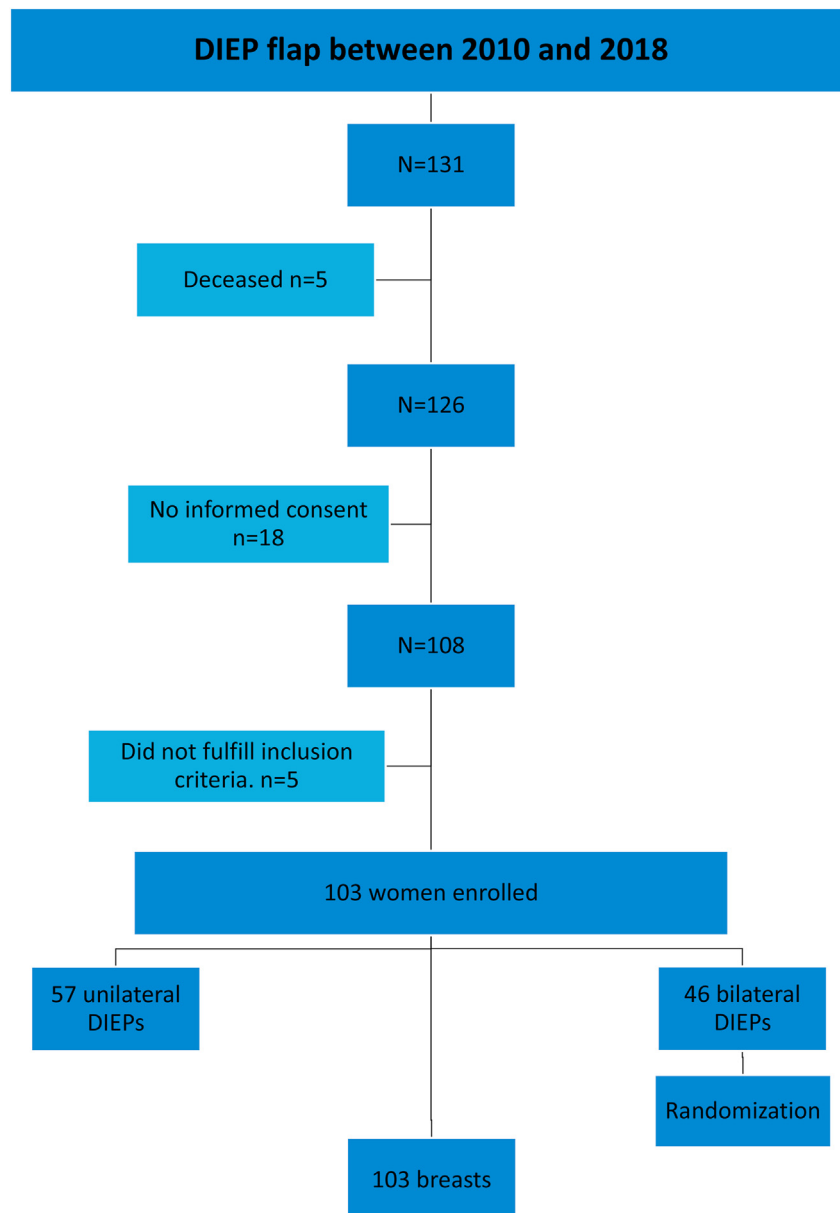 DIEP flap between 2010 and 2018
N=131
Deceased n=5
N=126
No informed consent
n=18
N=108
Did not fulfill inclusion
criteria. n=5
103 women enrolled
57 unilateral
DIEPs
46 bilateral
DIEPs
Randomization
103 breasts